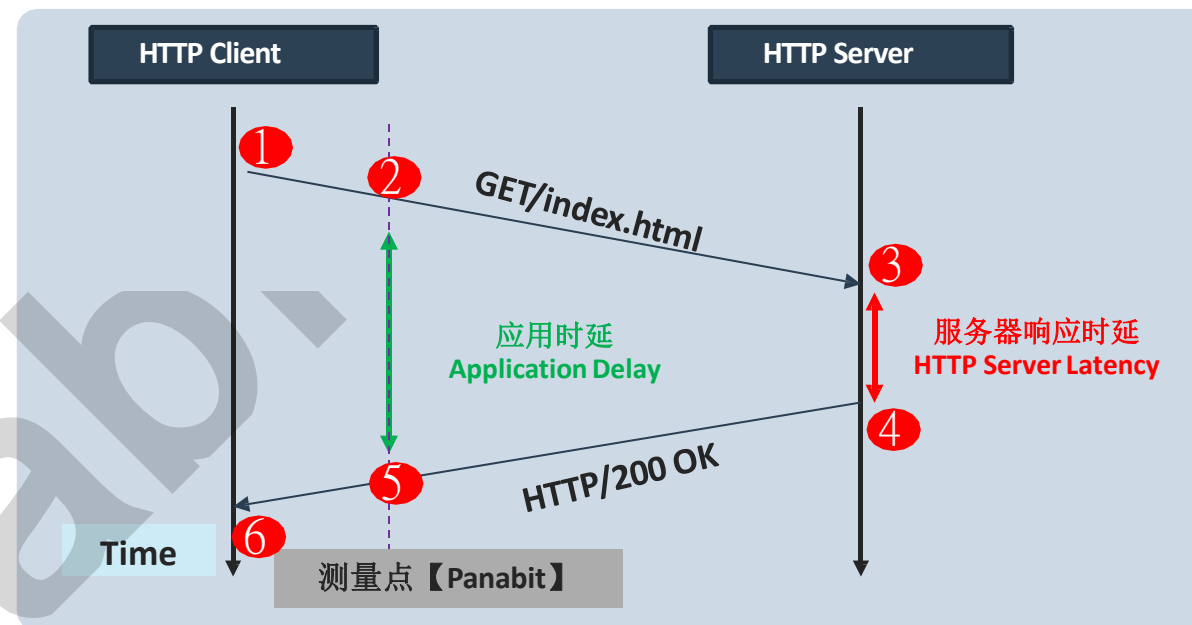 HTTP Client
HTTP Server
1
2
GET/index.html
3
应用时延
Application Delay
服务器响应时延
HTTP Server Latency
4
HTTP/200 OK
5
6
Time
测量点【Panabit】